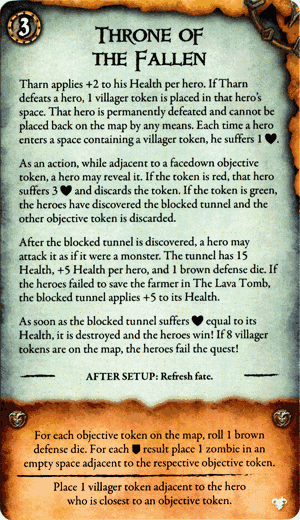 3
THRONE OF
THE FALLEN
Tharn applies +2 to his Health per hero. If Tharn
defeats a hero, 1 villager token is placed in that hero's
space. That hero is permanently defeated and cannot be
placed back on the map by any means. Each time a hero
enters a space containing a villager token, he suffers 1 ♥.
As an action, while adjacent to a facedown objective
token, a hero may reveal it. If the token is red, that hero
suffers 3 ♥ and discards the token. If the token is green,
the heroes have discovered the blocked tunnel and the
other objective token is discarded.
After the blocked tunnel is discovered, a hero may
attack it as if it were a monster. The tunnel has 15
Health, +5 Health per hero, and 1 brown defense die. If
the heroes failed to save the farmer in The Lava Tomb,
the blocked tunnel applies +5 to its Health.
As soon as the blocked tunnel suffers ♥ equal to its
Health, it is destroyed and the heroes win! If 8 villager
tokens are on the map, the heroes fail the quest!
AFTER SETUP: Refresh fate.
For each objective token on the map, roll 1 brown
defense die. For each result place 1 zombie in an
empty space adjacent to the respective objective token.
Place 1 villager token adjacent to the hero
who is closest to an objective token.